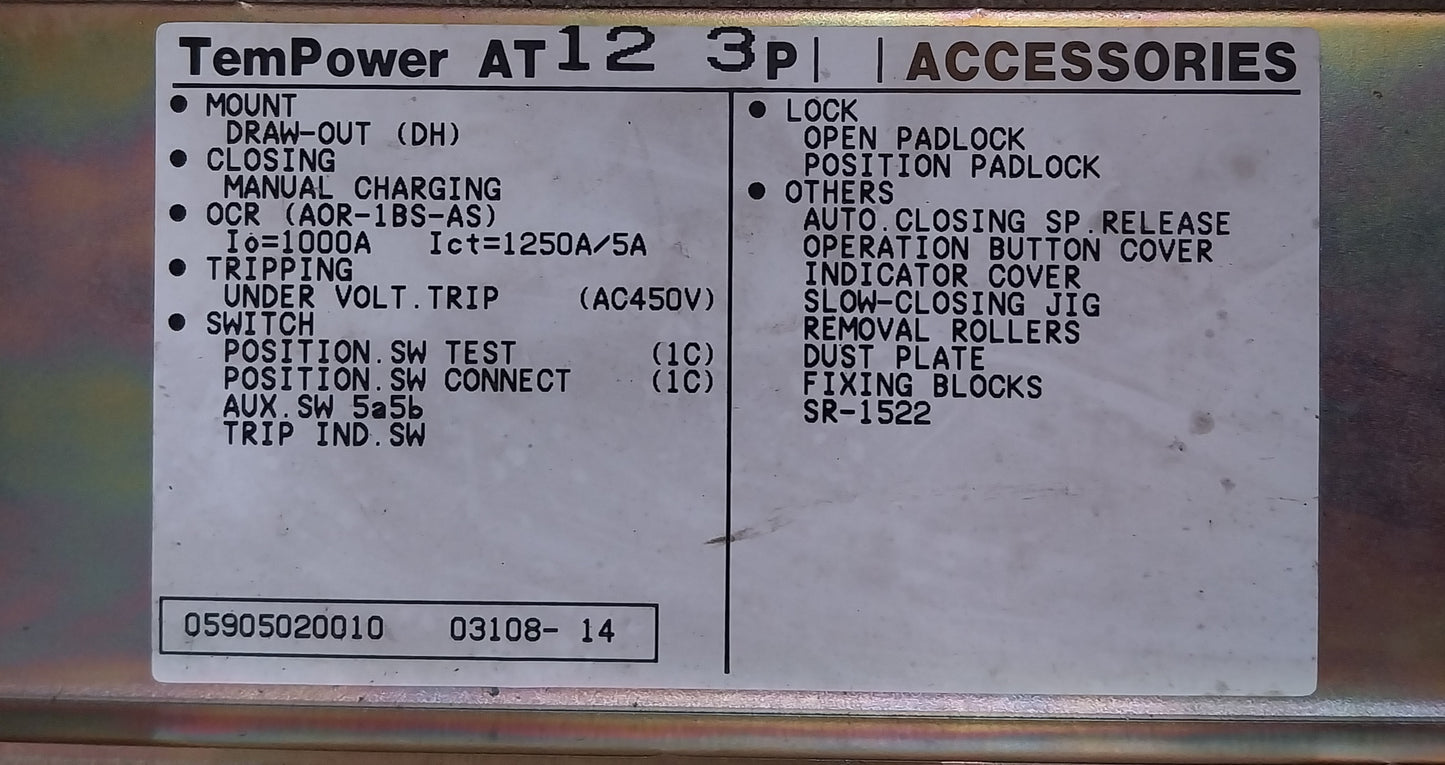 TemPower AT12 3P| | ACCESSORIES
● MOUNT
DRAW-OUT (DH)
● CLOSING
MANUAL CHARGING
● OCR (AOR-1BS-AS)
Io=1000A Ict=1250A/5A
● TRIPPING
UNDER VOLT.TRIP (AC450V)
● SWITCH
POSITION.SW TEST (1C)
POSITION.SW CONNECT (1C)
AUX.SW 5a5b
TRIP IND.SW
05905020010 03108- 14
● LOCK
OPEN PADLOCK
POSITION PADLOCK
● OTHERS
AUTO.CLOSING SP.RELEASE
OPERATION BUTTON COVER
INDICATOR COVER
SLOW-CLOSING JIG
REMOVAL ROLLERS
DUST PLATE
FIXING BLOCKS
SR-1522